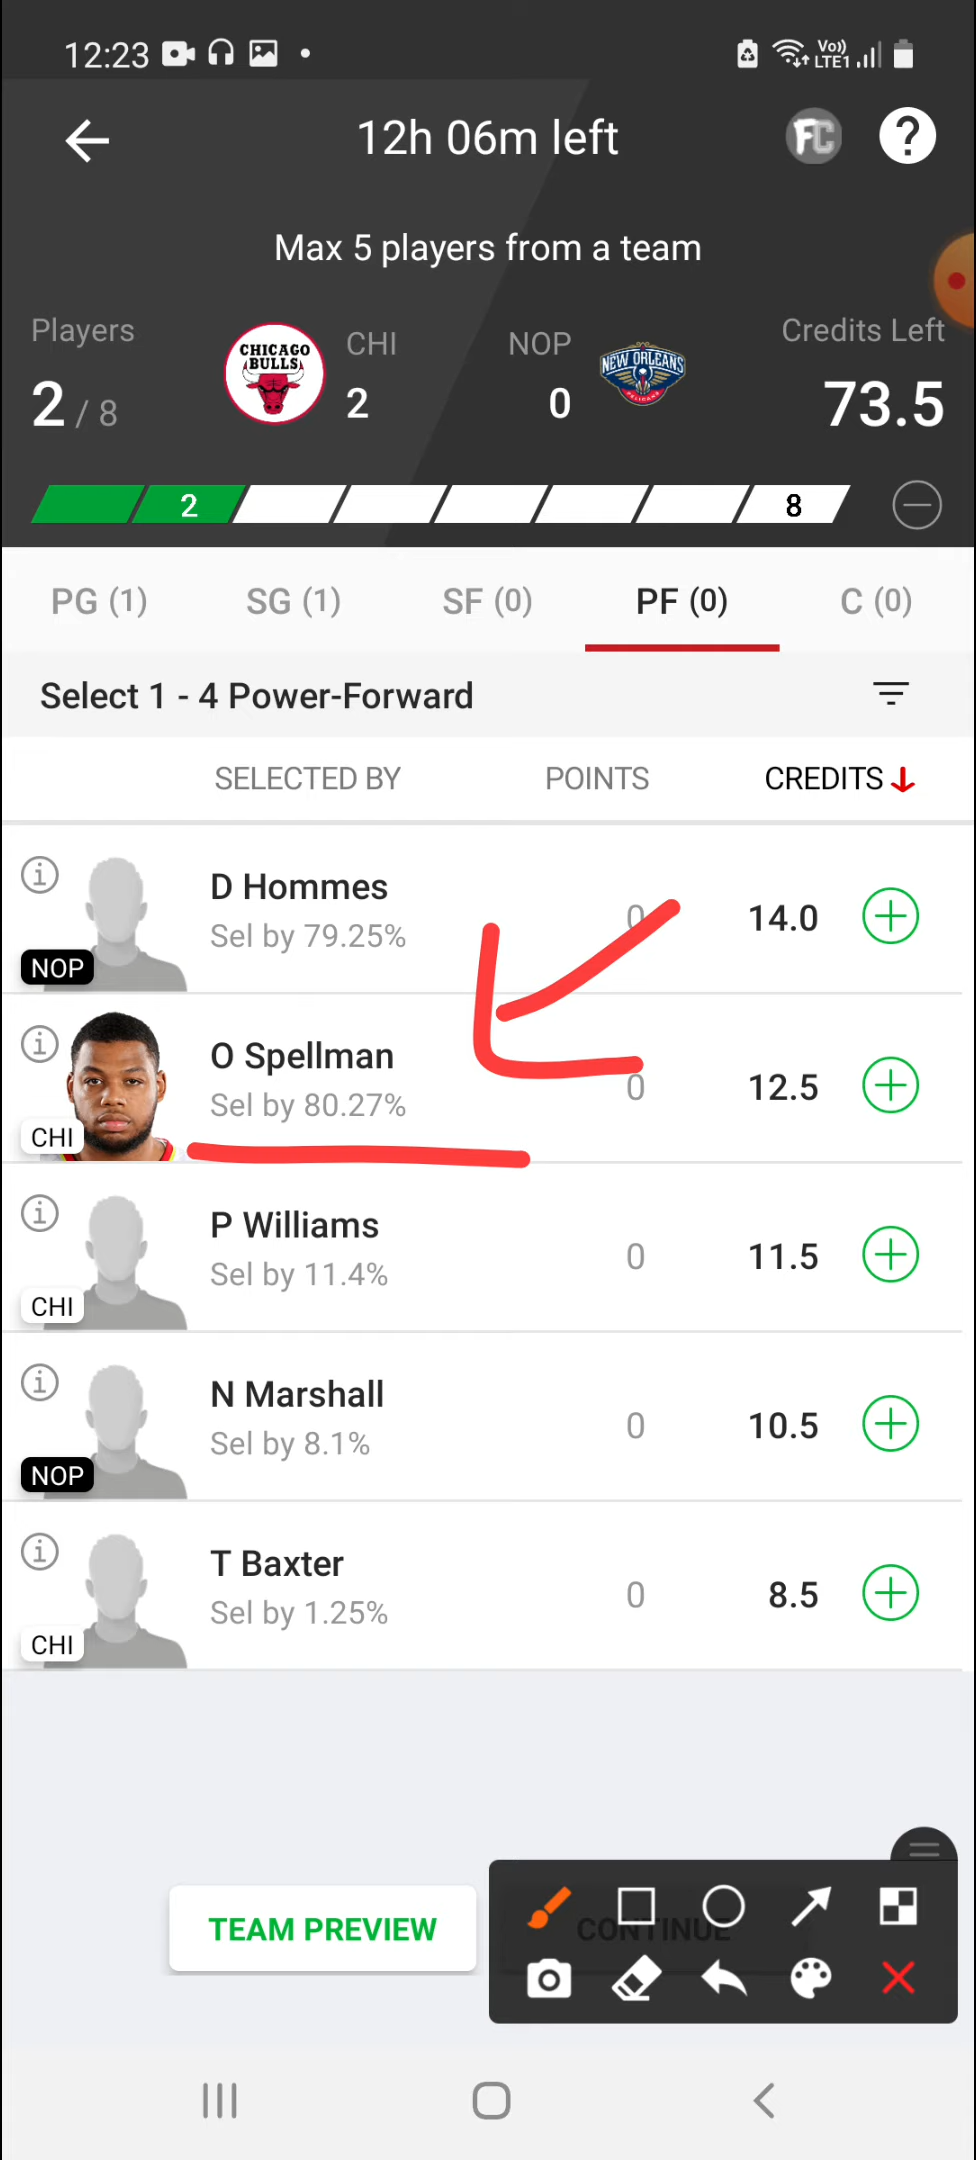 12:23
Vo))
LTE1
12h 06m left
FC
?
Max 5 players from a team
Players
2 / 8
CHICAGO
BULLS
CHI
2
NOP
0
NEW ORLEANS
PELICANS
Credits Left
73.5
2
8
PG (1)
SG (1)
SF (0)
PF (0)
C (0)
Select 1 - 4 Power-Forward
SELECTED BY
POINTS
CREDITS
D Hommes
Sel by 79.25%
NOP
0
14.0
O Spellman
Sel by 80.27%
CHI
0
12.5
P Williams
Sel by 11.4%
CHI
0
11.5
N Marshall
Sel by 8.1%
NOP
0
10.5
T Baxter
Sel by 1.25%
CHI
0
8.5
TEAM PREVIEW
CONTINUE